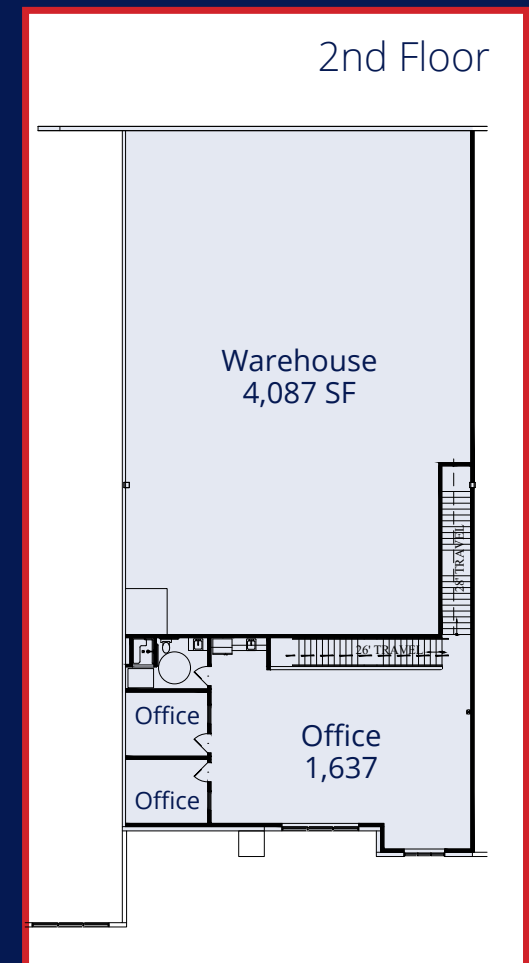 2nd Floor
Warehouse
4,087 SF
28' TRAVEL
26' TRAVEL
Office
Office
1,637
Office